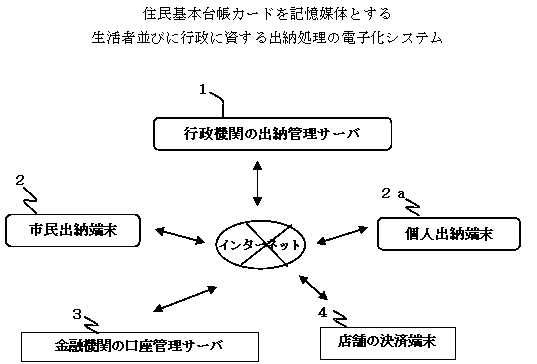 住民基本台帳カードを記憶媒体とする
生活者並びに行政に資する出納処理の電子化システム
1
行政機関の出納管理サーバ
2
市民出納端末
2a
個人出納端末
インターネット
3
金融機関の口座管理サーバ
4
店舗の決済端末